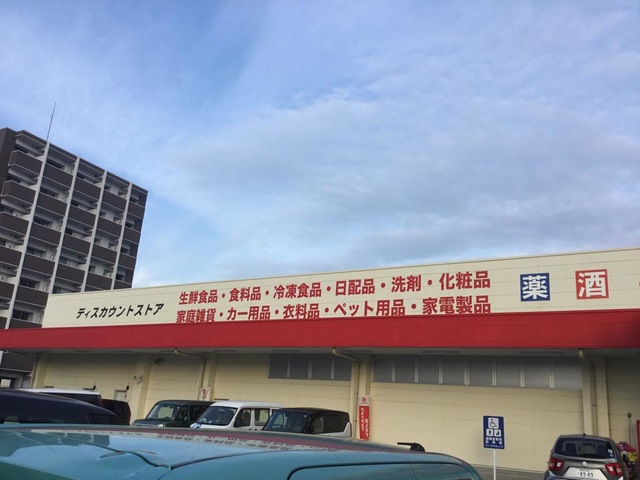 ディスカウントストア
生鮮食品・食料品・冷凍食品・日配品・洗剤・化粧品
家庭雑貨・カー用品・衣料品・ペット用品・家電製品
薬
酒